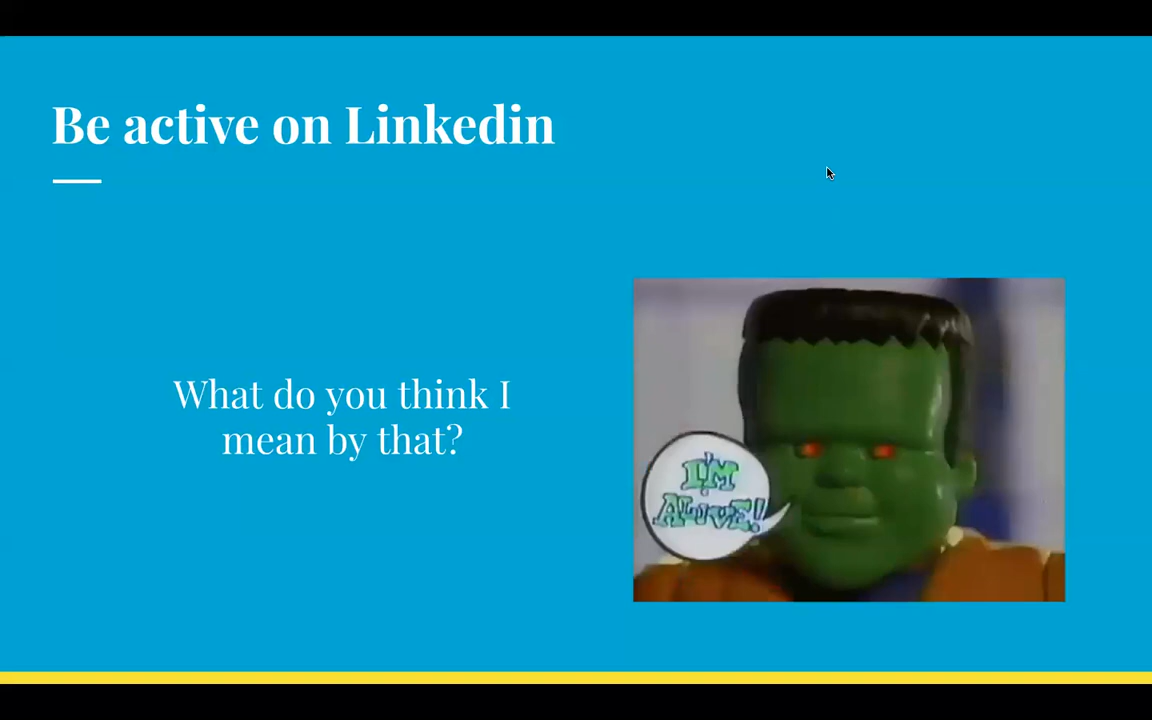 Be active on Linkedin
What do you think I
mean by that?
I'M
ALIVE!